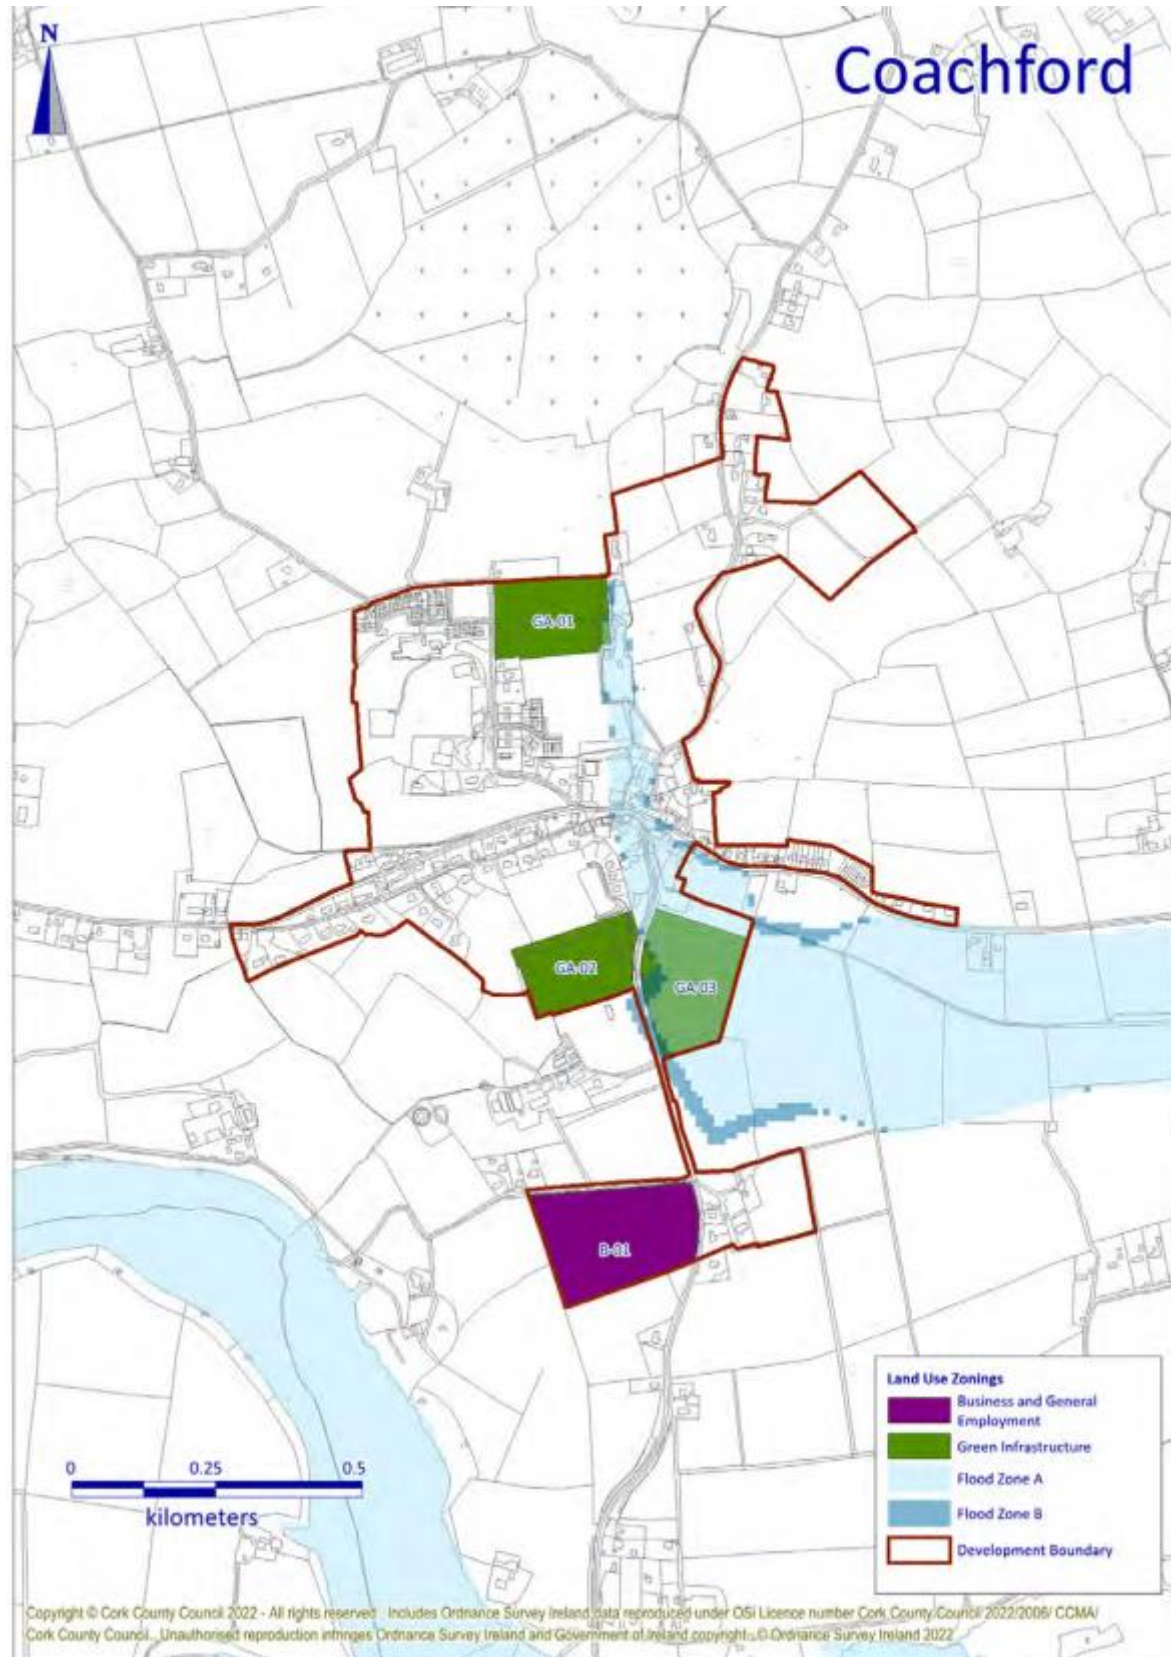 N
Coachford
GA-01
GA-02
GA-03
B-01
Land Use Zonings
Business and General
Employment
Green Infrastructure
Flood Zone A
Flood Zone B
Development Boundary
0 0.25 0.5
kilometers
Copyright © Cork County Council 2022 - All rights reserved. Includes Ordnance Survey Ireland data reproduced under OSi Licence number Cork County Council 2022/2006/ CCMA/
Cork County Council. Unauthorised reproduction infringes Ordnance Survey Ireland and Government of Ireland copyright. © Ordnance Survey Ireland 2022